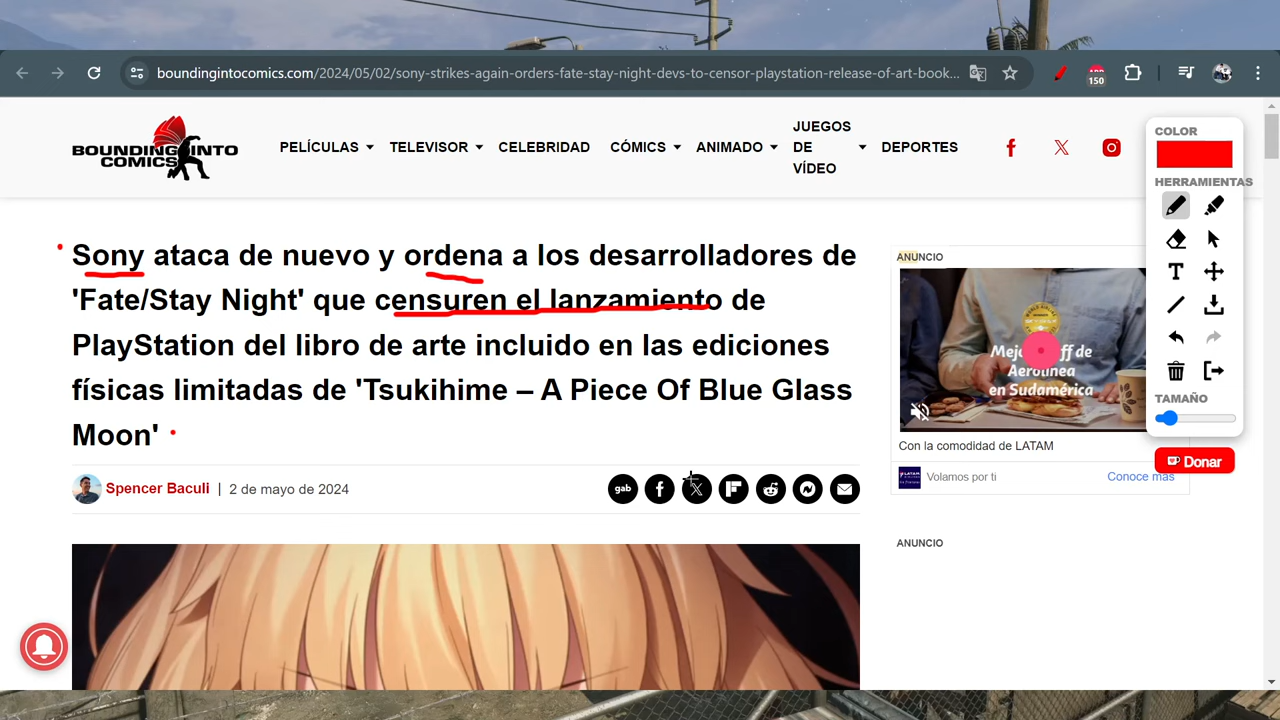 boundingintocomics.com/2024/05/02/sony-strikes-again-orders-fate-stay-night-devs-to-censor-playstation-release-of-art-book...
150
BOUNDING INTO
COMICS
PELÍCULAS
TELEVISOR
CELEBRIDAD
CÓMICS
ANIMADO
JUEGOS
DE
VÍDEO
DEPORTES
COLOR
HERRAMIENTAS
T
TAMAÑO
Donar
Sony ataca de nuevo y ordena a los desarrolladores de
'Fate/Stay Night' que censuren el lanzamiento de
PlayStation del libro de arte incluido en las ediciones
físicas limitadas de 'Tsukihime – A Piece Of Blue Glass
Moon'
Spencer Baculi | 2 de mayo de 2024
gab
ANUNCIO
Aerolínea
en Sudamérica
Con la comodidad de LATAM
Volamos por ti
Conoce más
ANUNCIO